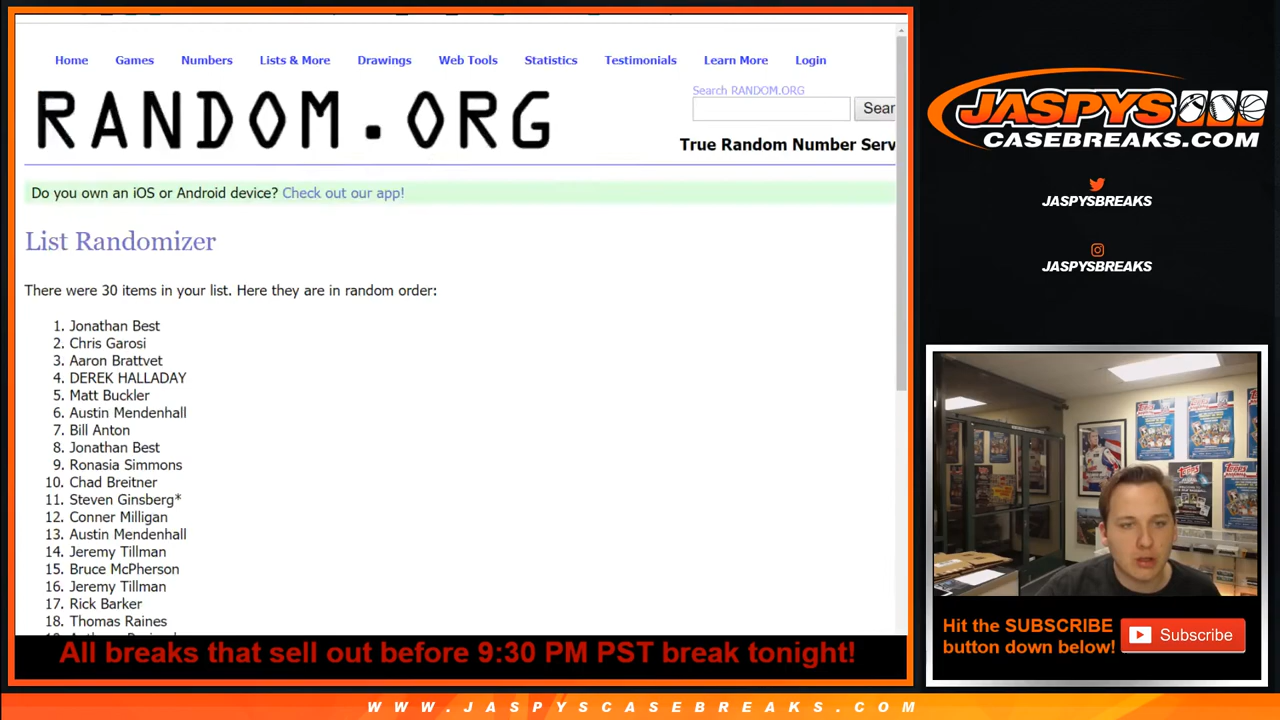 Home Games Numbers Lists & More Drawings Web Tools Statistics Testimonials Learn More Login
RANDOM.ORG
Search RANDOM.ORG
Sear
True Random Number Serv
Do you own an iOS or Android device? Check out our app!
List Randomizer
There were 30 items in your list. Here they are in random order:
1. Jonathan Best
2. Chris Garosi
3. Aaron Brattvet
4. DEREK HALLADAY
5. Matt Buckler
6. Austin Mendenhall
7. Bill Anton
8. Jonathan Best
9. Ronasia Simmons
10. Chad Breitner
11. Steven Ginsberg*
12. Conner Milligan
13. Austin Mendenhall
14. Jeremy Tillman
15. Bruce McPherson
16. Jeremy Tillman
17. Rick Barker
18. Thomas Raines
All breaks that sell out before 9:30 PM PST break tonight!
JASPYS
CASEBREAKS.COM
JASPYSBREAKS
JASPYSBREAKS
Hit the SUBSCRIBE
button down below!
Subscribe
WWW.JASPYSCASEBREAKS.COM